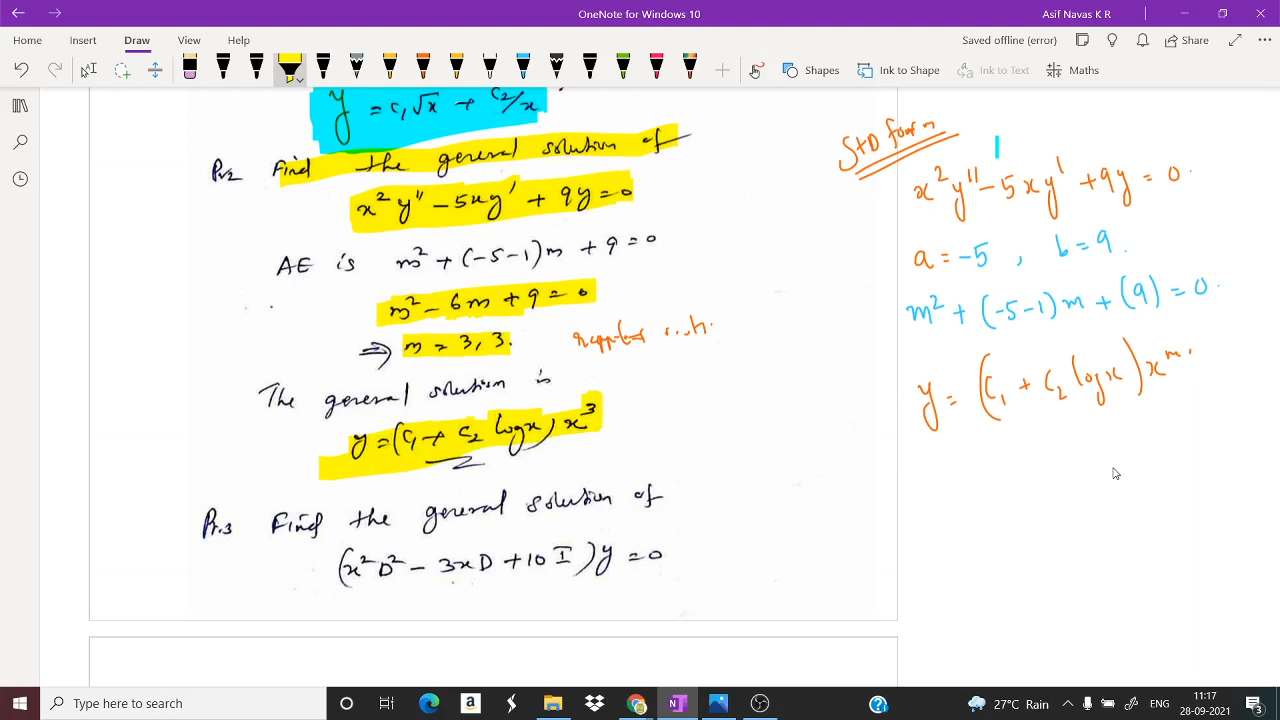 OneNote for Windows 10
Asif Navas K R
Home Insert Draw View Help
Saved offline (error) Share
Shapes Ink to Shape Ink to Text Maths
y = c₁√x + c₂/x
Pr.2 Find the general solution of
x²y'' - 5xy' + 9y = 0
AE is m² + (-5-1)m + 9 = 0
m² - 6m + 9 = 0
⇒ m = 3, 3.
The general solution is
y = (c₁ + c₂ log x) x³
Pr.3 Find the general solution of
(x²D² - 3xD + 10 I)y = 0
STD form
x²y'' - 5xy' + 9y = 0.
a = -5 , b = 9.
m² + (-5-1)m + (9) = 0.
y = (c₁ + c₂ log x) xᵐ.
Type here to search
27°C Rain
ENG
11:17
28-09-2021
3